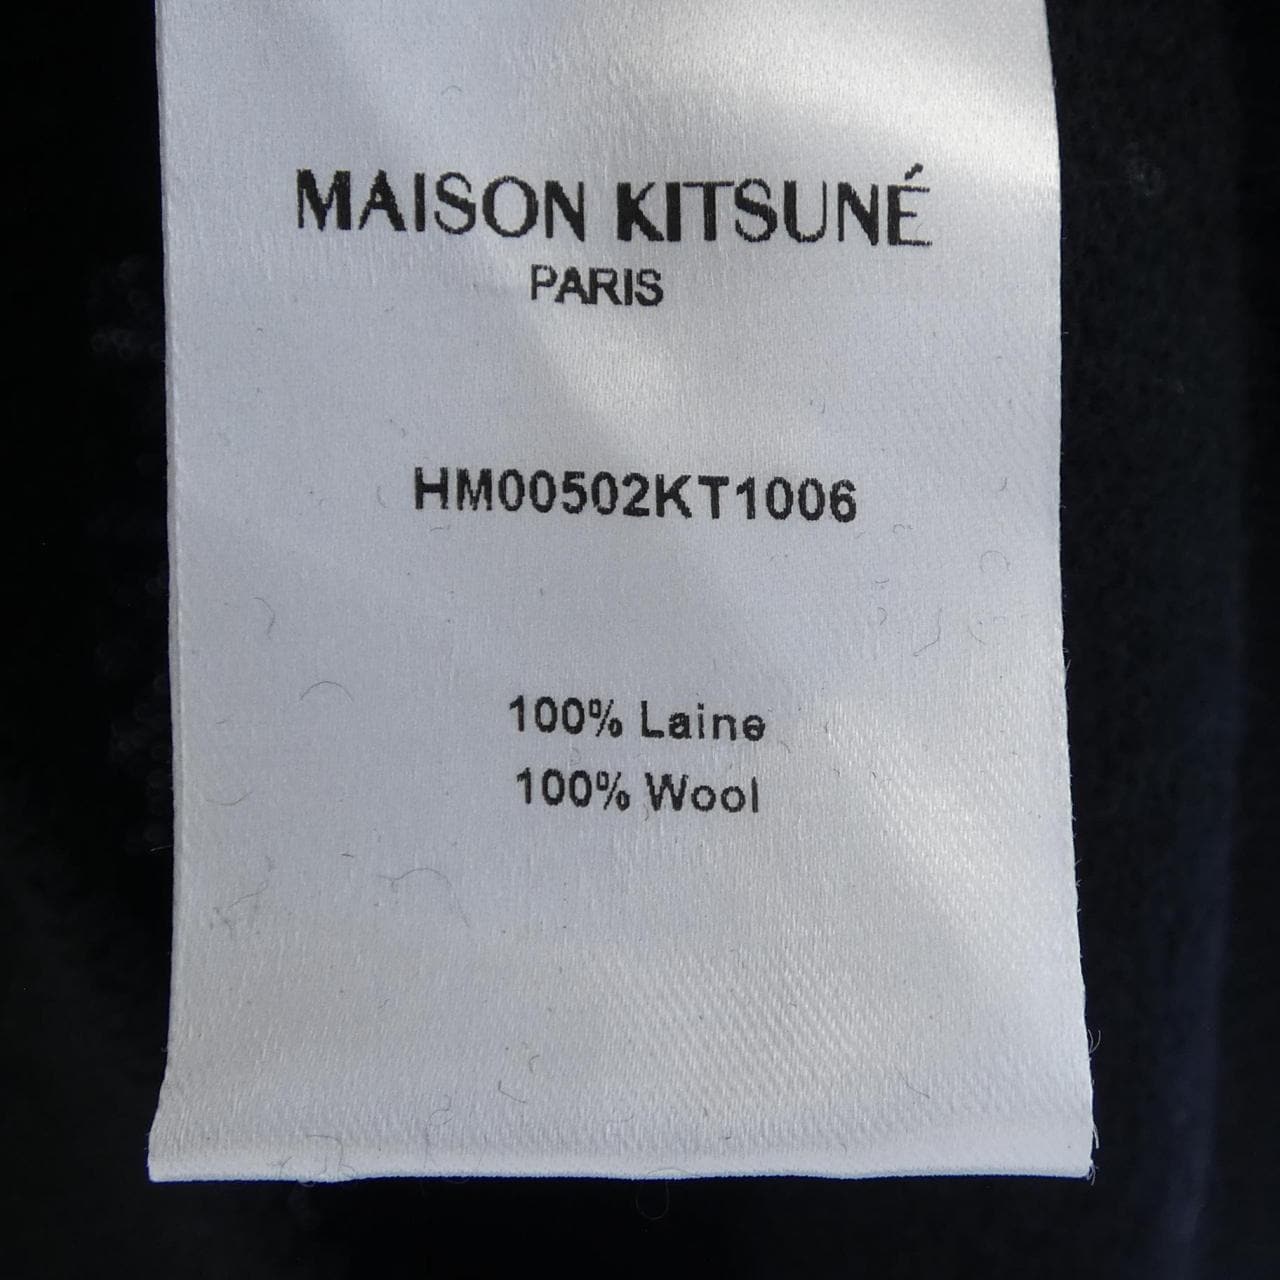 MAISON KITSUNÉ
PARIS
HM00502KT1006
100% Laine
100% Wool